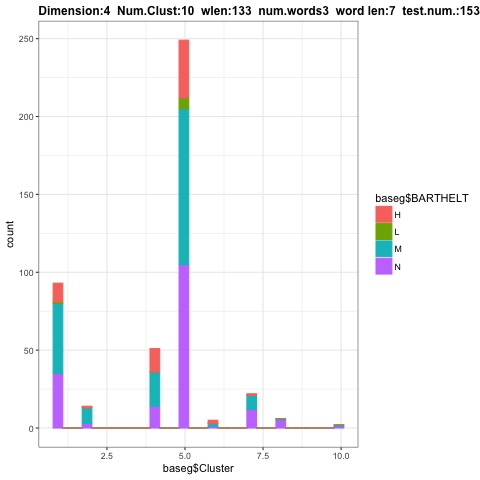 Dimension:4 Num.Clust:10 wlen:133 num.words3 word len:7 test.num.:153
250
200
150
100
50
0
count
2.5 5.0 7.5 10.0
baseg$Cluster
baseg$BARTHELT
H
L
M
N